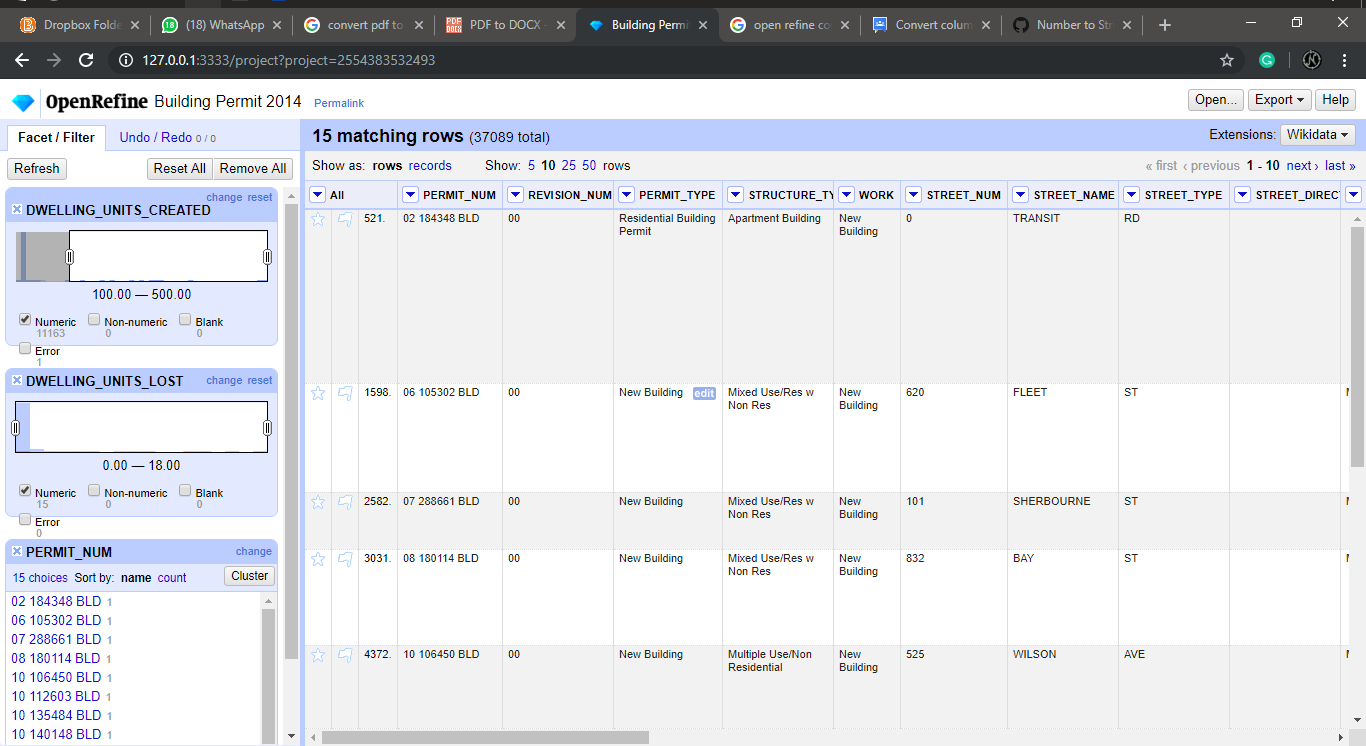 Dropbox Folde
(18) WhatsApp
convert pdf to
PDF to DOCX -
Building Permi
open refine co
Convert colum
Number to Str
127.0.0.1:3333/project?project=2554383532493
OpenRefine Building Permit 2014 Permalink
Open... Export Help
Facet / Filter Undo / Redo 0 / 0
15 matching rows (37089 total)
Extensions: Wikidata
Refresh Reset All Remove All
Show as: rows records Show: 5 10 25 50 rows
« first ‹ previous 1 - 10 next › last »
change reset
DWELLING_UNITS_CREATED
100.00 — 500.00
Numeric Non-numeric Blank
11163 0 0
Error
1
DWELLING_UNITS_LOST change reset
0.00 — 18.00
Numeric Non-numeric Blank
15 0 0
Error
0
PERMIT_NUM change
15 choices Sort by: name count Cluster
02 184348 BLD 1
06 105302 BLD 1
07 288661 BLD 1
08 180114 BLD 1
10 106450 BLD 1
10 112603 BLD 1
10 135484 BLD 1
10 140148 BLD 1
All PERMIT_NUM REVISION_NUM PERMIT_TYPE STRUCTURE_TY WORK STREET_NUM STREET_NAME STREET_TYPE STREET_DIREC
521. 02 184348 BLD 00 Residential Building Apartment Building New 0 TRANSIT RD
Permit Building
1598. 06 105302 BLD 00 New Building edit Mixed Use/Res w New 620 FLEET ST
Non Res Building
2582. 07 288661 BLD 00 New Building Mixed Use/Res w New 101 SHERBOURNE ST
Non Res Building
3031. 08 180114 BLD 00 New Building Mixed Use/Res w New 832 BAY ST
Non Res Building
4372. 10 106450 BLD 00 New Building Multiple Use/Non New 525 WILSON AVE
Residential Building